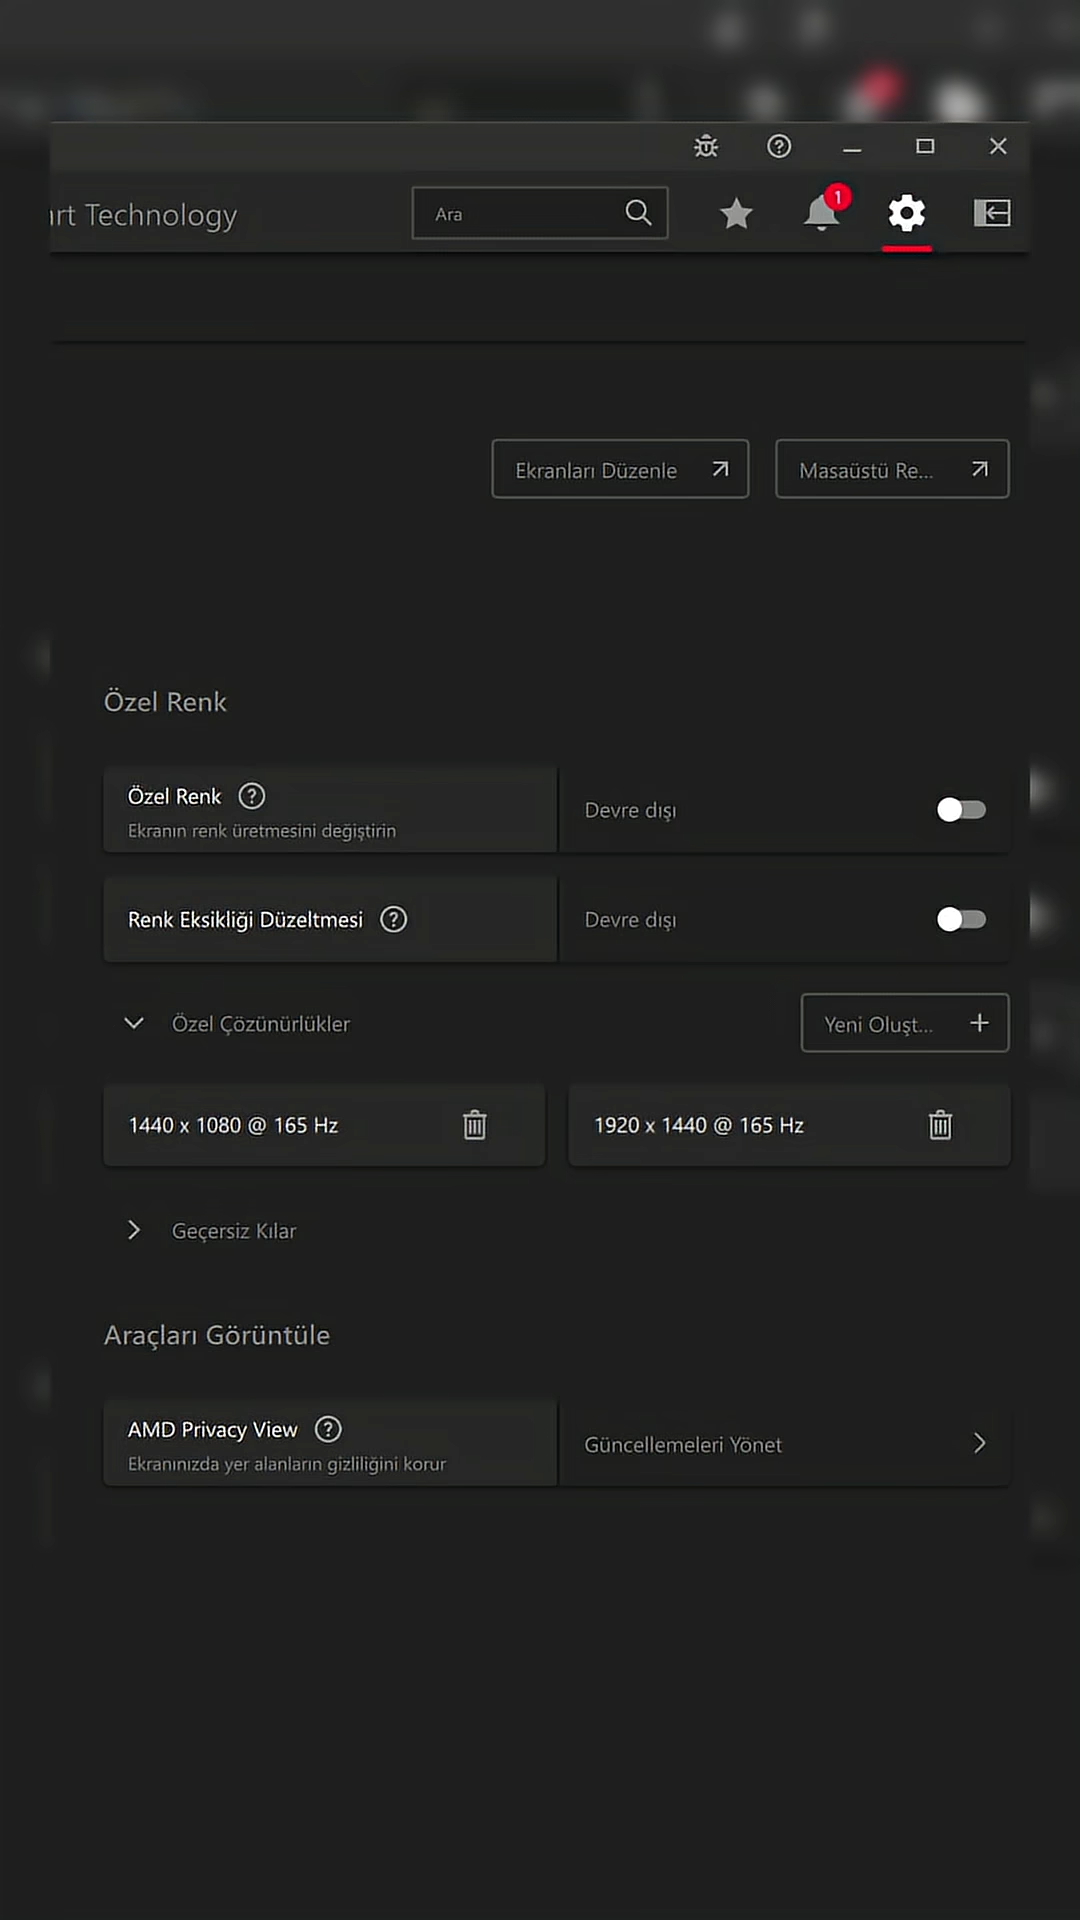 rt Technology
Ara
1
Ekranları Düzenle
Masaüstü Re...
Özel Renk
Özel Renk
Ekranın renk üretmesini değiştirin
Devre dışı
Renk Eksikliği Düzeltmesi
Devre dışı
Özel Çözünürlükler
Yeni Oluşt...
1440 x 1080 @ 165 Hz
1920 x 1440 @ 165 Hz
Geçersiz Kılar
Araçları Görüntüle
AMD Privacy View
Ekranınızda yer alanların gizliliğini korur
Güncellemeleri Yönet